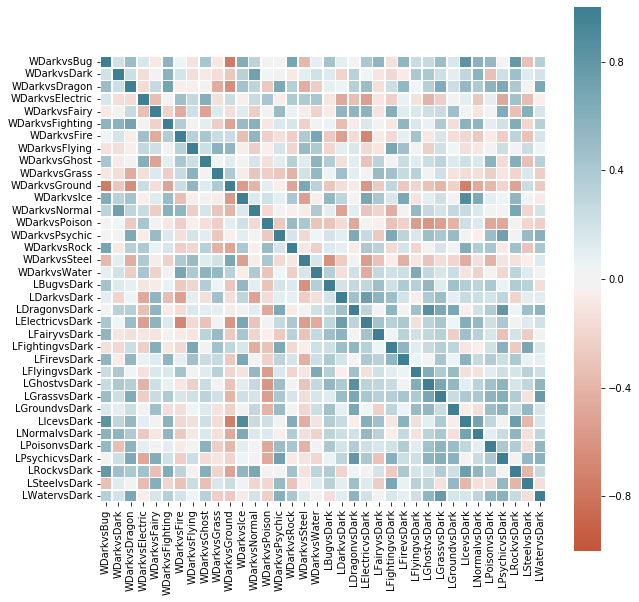 WDarkvsBug
WDarkvsDark
WDarkvsDragon
WDarkvsElectric
WDarkvsFairy
WDarkvsFighting
WDarkvsFire
WDarkvsFlying
WDarkvsGhost
WDarkvsGrass
WDarkvsGround
WDarkvsIce
WDarkvsNormal
WDarkvsPoison
WDarkvsPsychic
WDarkvsRock
WDarkvsSteel
WDarkvsWater
LBugvsDark
LDarkvsDark
LDragonvsDark
LElectricvsDark
LFairyvsDark
LFightingvsDark
LFirevsDark
LFlyingvsDark
LGhostvsDark
LGrassvsDark
LGroundvsDark
LIcevsDark
LNormalvsDark
LPoisonvsDark
LPsychicvsDark
LRockvsDark
LSteelvsDark
LWatervsDark
WDarkvsBug
WDarkvsDark
WDarkvsDragon
WDarkvsElectric
WDarkvsFairy
WDarkvsFighting
WDarkvsFire
WDarkvsFlying
WDarkvsGhost
WDarkvsGrass
WDarkvsGround
WDarkvsIce
WDarkvsNormal
WDarkvsPoison
WDarkvsPsychic
WDarkvsRock
WDarkvsSteel
WDarkvsWater
LBugvsDark
LDarkvsDark
LDragonvsDark
LElectricvsDark
LFairyvsDark
LFightingvsDark
LFirevsDark
LFlyingvsDark
LGhostvsDark
LGrassvsDark
LGroundvsDark
LIcevsDark
LNormalvsDark
LPoisonvsDark
LPsychicvsDark
LRockvsDark
LSteelvsDark
LWatervsDark
0.8
0.4
0.0
−0.4
−0.8